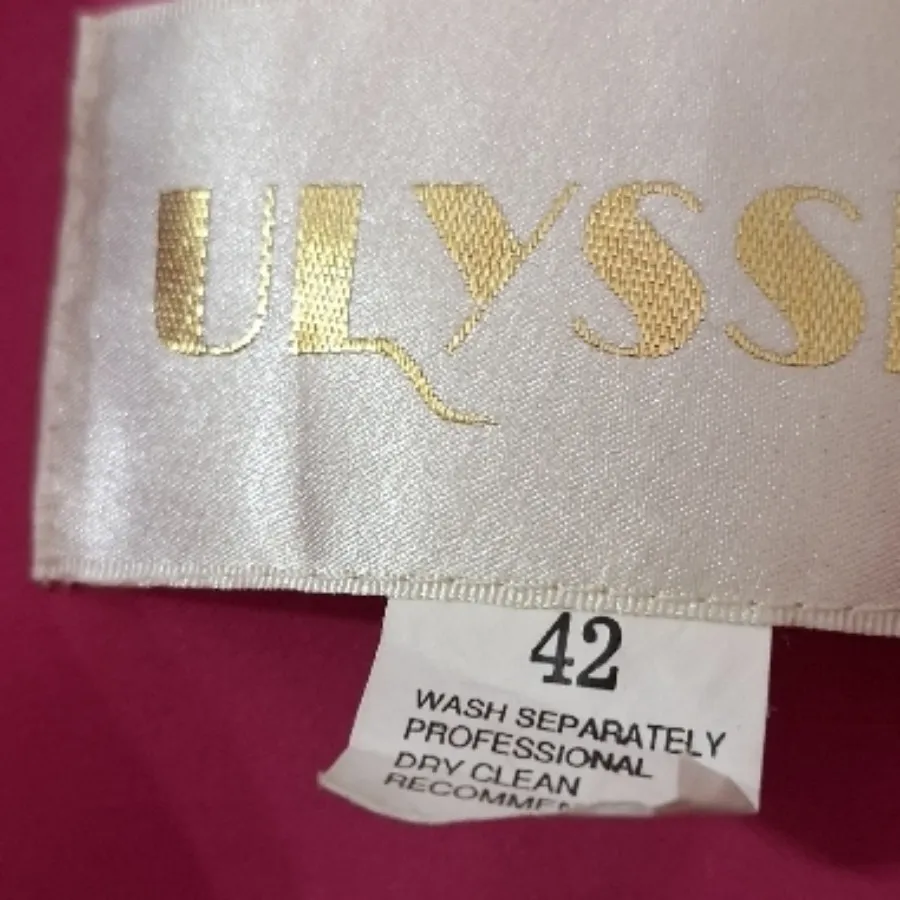 ULYSS
42
WASH SEPARATELY
PROFESSIONAL
DRY CLEAN